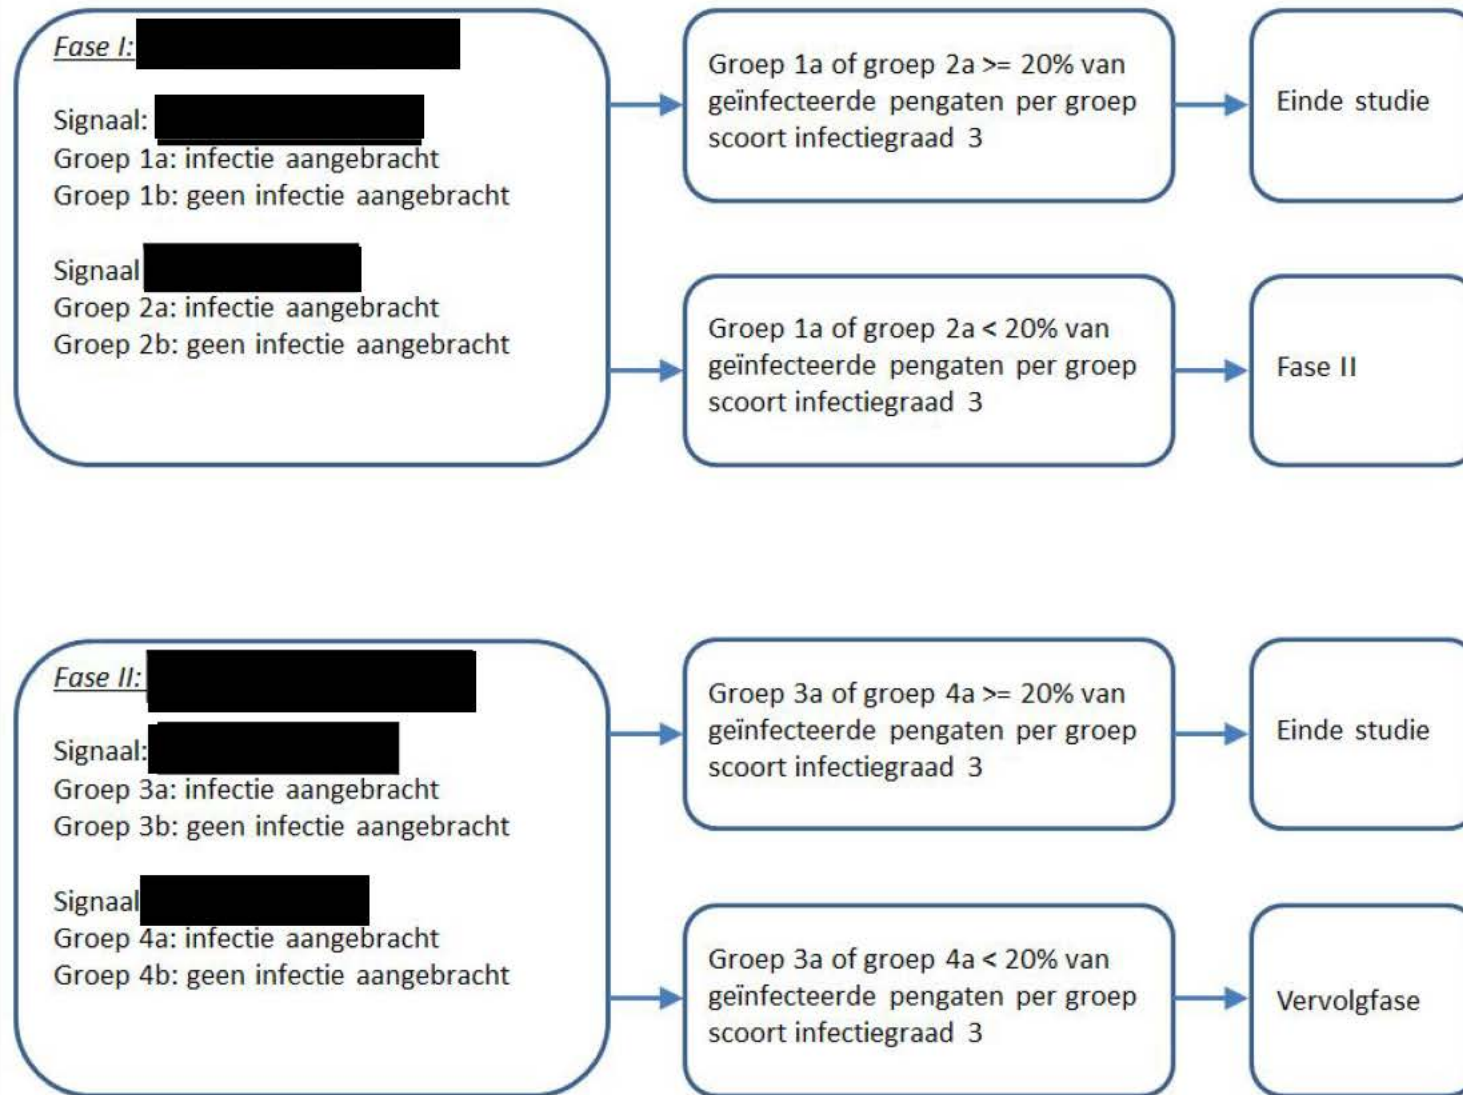 Fase I:
Signaal:
Groep 1a: infectie aangebracht
Groep 1b: geen infectie aangebracht
Signaal
Groep 2a: infectie aangebracht
Groep 2b: geen infectie aangebracht
Groep 1a of groep 2a >= 20% van
geïnfecteerde pengaten per groep
scoort infectiegraad 3
Einde studie
Groep 1a of groep 2a < 20% van
geïnfecteerde pengaten per groep
scoort infectiegraad 3
Fase II
Fase II:
Signaal:
Groep 3a: infectie aangebracht
Groep 3b: geen infectie aangebracht
Signaal
Groep 4a: infectie aangebracht
Groep 4b: geen infectie aangebracht
Groep 3a of groep 4a >= 20% van
geïnfecteerde pengaten per groep
scoort infectiegraad 3
Einde studie
Groep 3a of groep 4a < 20% van
geïnfecteerde pengaten per groep
scoort infectiegraad 3
Vervolgfase